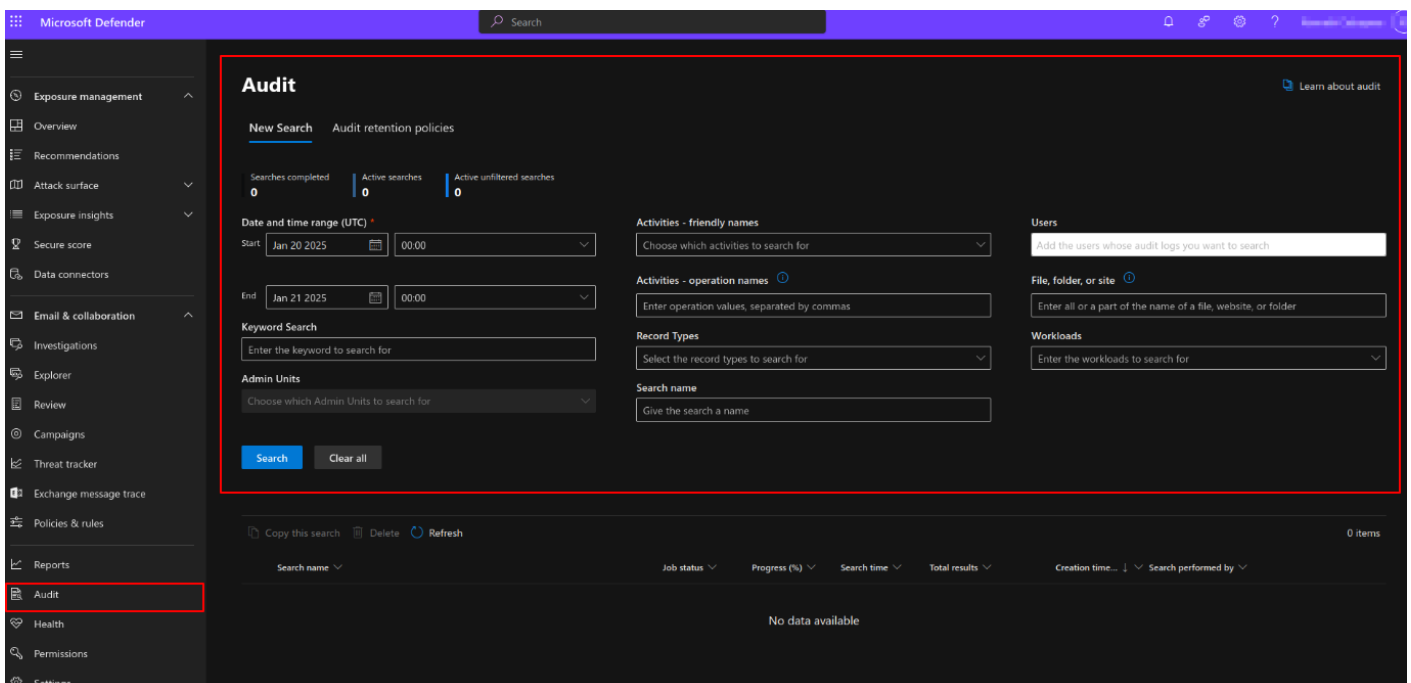 Microsoft Defender
Search
Exposure management
Overview
Recommendations
Attack surface
Exposure insights
Secure score
Data connectors
Email & collaboration
Investigations
Explorer
Review
Campaigns
Threat tracker
Exchange message trace
Policies & rules
Reports
Audit
Health
Permissions
Settings
Audit
Learn about audit
New Search Audit retention policies
Searches completed Active searches Active unfiltered searches
0 0 0
Date and time range (UTC) *
Start Jan 20 2025 00:00
End Jan 21 2025 00:00
Keyword Search
Enter the keyword to search for
Admin Units
Choose which Admin Units to search for
Activities - friendly names
Choose which activities to search for
Activities - operation names
Enter operation values, separated by commas
Record Types
Select the record types to search for
Search name
Give the search a name
Users
Add the users whose audit logs you want to search
File, folder, or site
Enter all or a part of the name of a file, website, or folder
Workloads
Enter the workloads to search for
Search Clear all
Copy this search Delete Refresh 0 items
Search name Job status Progress (%) Search time Total results Creation time... ↓ Search performed by
No data available